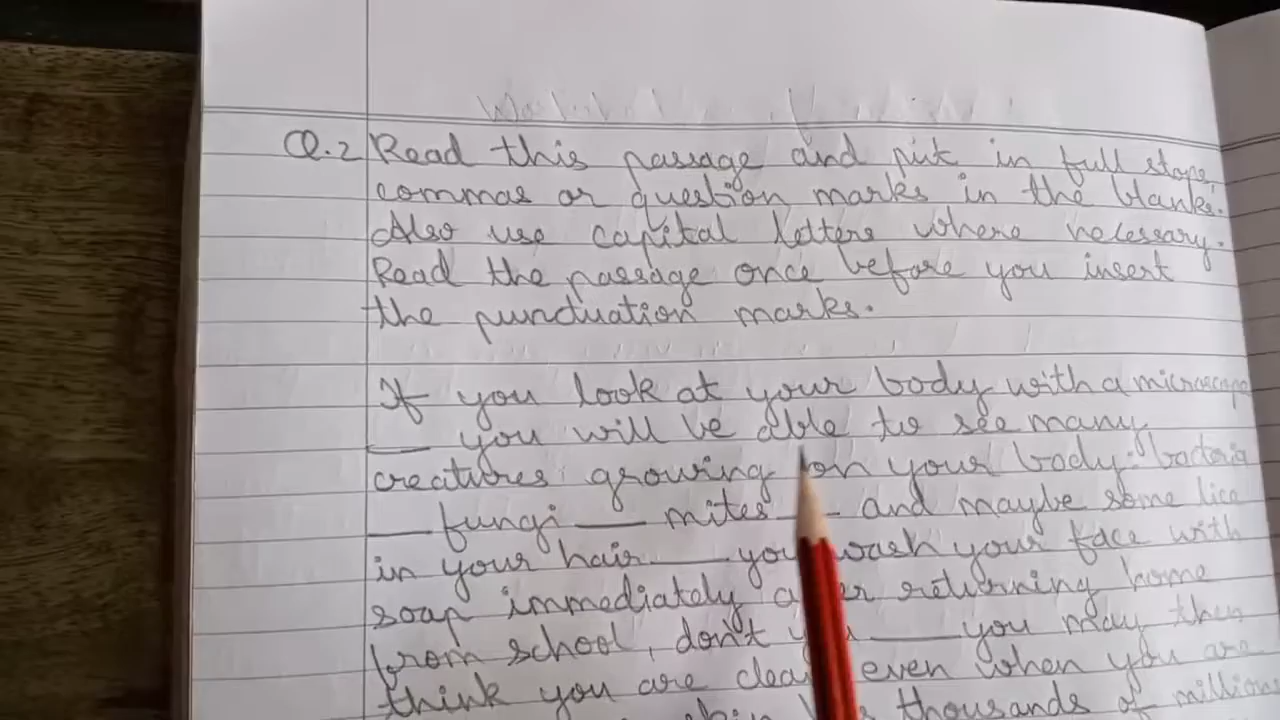 Q.2 Read this passage and put in full stops,
commas or question marks in the blanks.
Also use capital letters where necessary.
Read the passage once before you insert
the punctuation marks.
If you look at your body with a microscope
___ you will be able to see many
creatures growing on your body: bacteria
___ fungi ___ mites ___ and maybe some lice
in your hair ___ you wash your face with
soap immediately after returning home
from school, don't you ___ you may then
think you are clean even when you are
thousands of millions